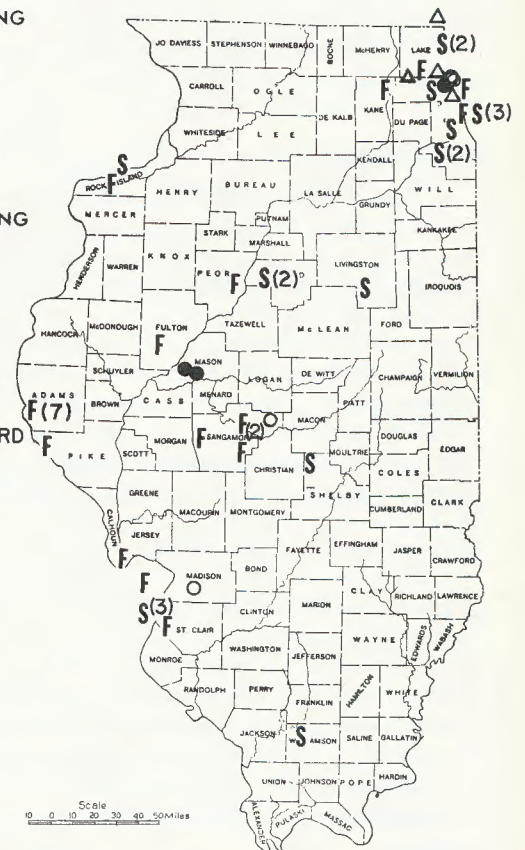 NG
NG
RD
JO DAVIESS STEPHENSON WINNEBAGO BOONE McHENRY LAKE S (2)
CARROLL OGLE F F F
DE KALB KANE S
WHITESIDE LEE DU PAGE F S (3)
S
S (2)
S KENDALL
ROCK ISLAND F HENRY BUREAU LA SALLE WILL
GRUNDY
MERCER PUTNAM KANKAKEE
STARK MARSHALL
HENDERSON WARREN KNOX LIVINGSTON
PEOR F S (2) S IROQUOIS
HANCOCK McDONOUGH FULTON TAZEWELL McLEAN FORD
F
SCHUYLER MASON LOGAN DE WITT CHAMPAIGN VERMILION
ADAMS BROWN CASS MENARD PIATT
F (7) F (2) MACON
F MORGAN F SANGAMON DOUGLAS EDGAR
PIKE SCOTT F MOULTRIE
CHRISTIAN S COLES
GREENE SHELBY CLARK
CALHOUN MACOUPIN MONTGOMERY CUMBERLAND
JERSEY EFFINGHAM JASPER CRAWFORD
F FAYETTE
F MADISON BOND CLAY RICHLAND LAWRENCE
S (3) CLINTON MARION
F ST CLAIR WAYNE EDWARDS WABASH
WASHINGTON JEFFERSON
MONROE
RANDOLPH PERRY HAMILTON WHITE
FRANKLIN
JACKSON W S AMSON SALINE GALLATIN
UNION JOHNSON POPE HARDIN
Scale
10 0 10 20 30 40 50 Miles
ALEXANDER PULASKI MASSAC